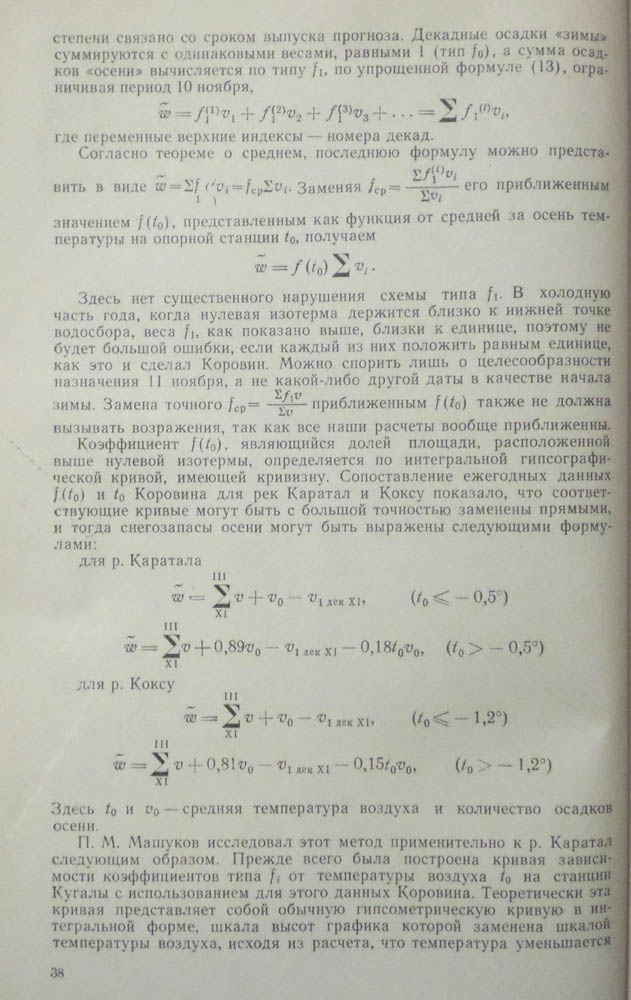 степени связано со сроком выпуска прогноза. Декадные осадки «зимы»
суммируются с одинаковыми весами, равными 1 (тип f₀), а сумма осад-
ков «осени» вычисляется по типу f₁, по упрощенной формуле (13), огра-
ничивая период 10 ноября,
w̃ = f₁⁽¹⁾v₁ + f₁⁽²⁾v₂ + f₁⁽³⁾v₃ + . . . = ∑ f₁⁽ⁱ⁾vᵢ,
где переменные верхние индексы — номера декад.
Согласно теореме о среднем, последнюю формулу можно предста-
вить в виде w̃ = Σf₁⁽ⁱ⁾vᵢ = fср Σvᵢ. Заменяя fср = Σf₁⁽ⁱ⁾vᵢ / Σvᵢ его приближенным
значением f(t₀), представленным как функция от средней за осень тем-
пературы на опорной станции t₀, получаем
w̃ = f(t₀) ∑ vᵢ.
Здесь нет существенного нарушения схемы типа f₁. В холодную
часть года, когда нулевая изотерма держится близко к нижней точке
водосбора, веса f₁, как показано выше, близки к единице, поэтому не
будет большой ошибки, если каждый из них положить равным единице,
как это и сделал Коровин. Можно спорить лишь о целесообразности
назначения 11 ноября, а не какой-либо другой даты в качестве начала
зимы. Замена точного fср = Σf₁v / Σv приближенным f(t₀) также не должна
вызывать возражения, так как все наши расчеты вообще приближенны.
Коэффициент f(t₀), являющийся долей площади, расположенной
выше нулевой изотермы, определяется по интегральной гипсографи-
ческой кривой, имеющей кривизну. Сопоставление ежегодных данных
f(t₀) и t₀ Коровина для рек Каратал и Коксу показало, что соответ-
ствующие кривые могут быть с большой точностью заменены прямыми,
и тогда снегозапасы осени могут быть выражены следующими форму-
лами:
для р. Каратала
III
w̃ = ∑ v + v₀ − v₁ дек XI, (t₀ ⩽ − 0,5°)
XI
III
w̃ = ∑ v + 0,89v₀ − v₁ дек XI − 0,18t₀v₀, (t₀ > − 0,5°)
XI
для р. Коксу
III
w̃ = ∑ v + v₀ − v₁ дек XI, (t₀ ⩽ − 1,2°)
XI
III
w̃ = ∑ v + 0,81v₀ − v₁ дек XI − 0,15t₀v₀, (t₀ > − 1,2°)
XI
Здесь t₀ и v₀ — средняя температура воздуха и количество осадков
осени.
П. М. Машуков исследовал этот метод применительно к р. Каратал
следующим образом. Прежде всего была построена кривая зависи-
мости коэффициентов типа fᵢ от температуры воздуха t₀ на станции
Кугалы с использованием для этого данных Коровина. Теоретически эта
кривая представляет собой обычную гипсометрическую кривую в ин-
тегральной форме, шкала высот графика которой заменена шкалой
температуры воздуха, исходя из расчета, что температура уменьшается
38